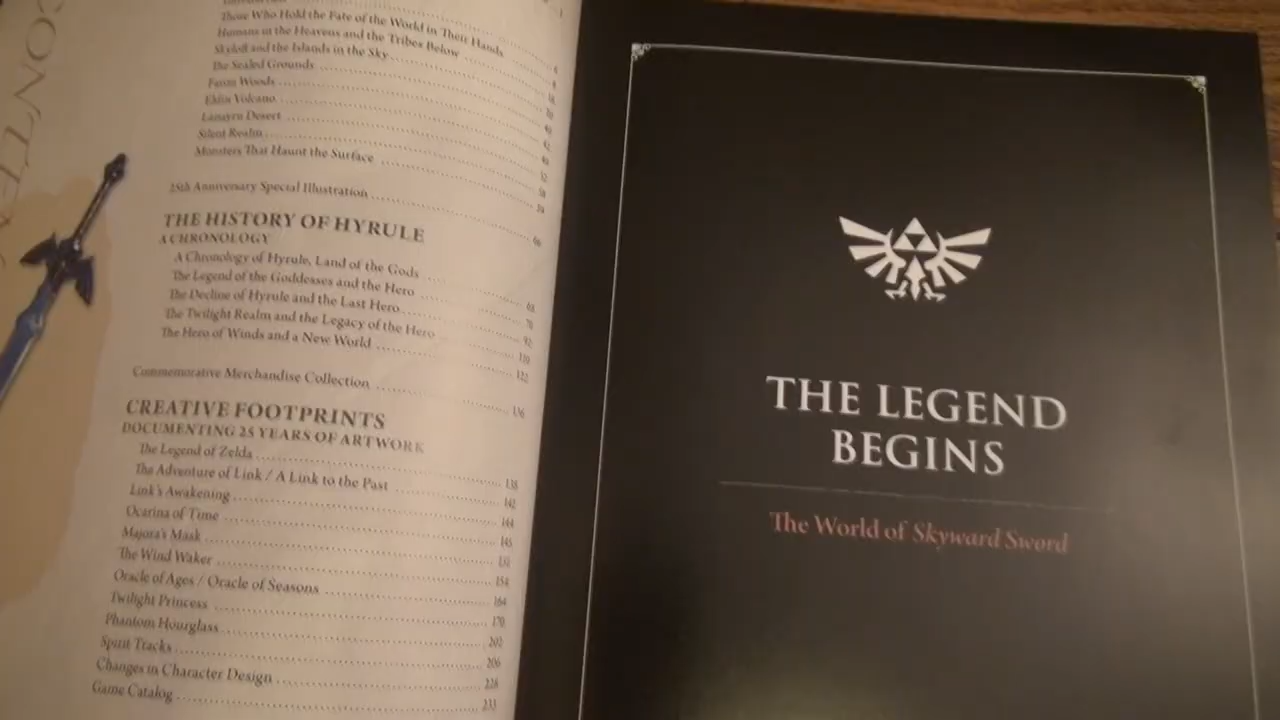 Those Who Hold the Fate of the World in Their Hands
Humans in the Heavens and the Tribes Below
Skyloft and the Islands in the Sky
The Sealed Grounds
Faron Woods
Eldin Volcano
Lanayru Desert
Silent Realm
Monsters That Haunt the Surface
25th Anniversary Special Illustration
THE HISTORY OF HYRULE
A CHRONOLOGY
A Chronology of Hyrule, Land of the Gods
The Legend of the Goddesses and the Hero
The Decline of Hyrule and the Last Hero
The Twilight Realm and the Legacy of the Hero
The Hero of Winds and a New World
Commemorative Merchandise Collection
CREATIVE FOOTPRINTS
DOCUMENTING 25 YEARS OF ARTWORK
The Legend of Zelda
The Adventure of Link / A Link to the Past
Link's Awakening
Ocarina of Time
Majora's Mask
The Wind Waker
Oracle of Ages / Oracle of Seasons
Twilight Princess
Phantom Hourglass
Spirit Tracks
Changes in Character Design
Game Catalog
THE LEGEND
BEGINS
The World of Skyward Sword